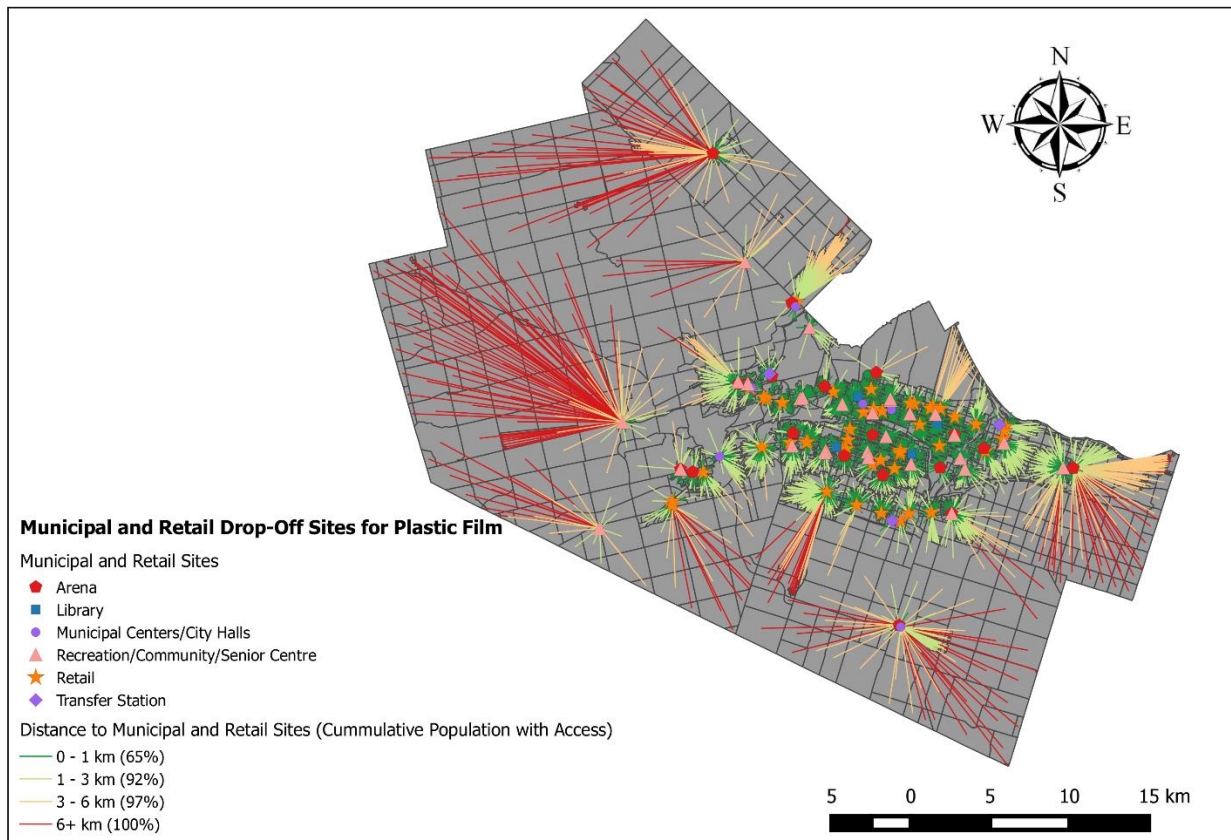 N
W E
S
Municipal and Retail Drop-Off Sites for Plastic Film
Municipal and Retail Sites
Arena
Library
Municipal Centers/City Halls
Recreation/Community/Senior Centre
Retail
Transfer Station
Distance to Municipal and Retail Sites (Cummulative Population with Access)
0 - 1 km (65%)
1 - 3 km (92%)
3 - 6 km (97%)
6+ km (100%)
5 0 5 10 15 km